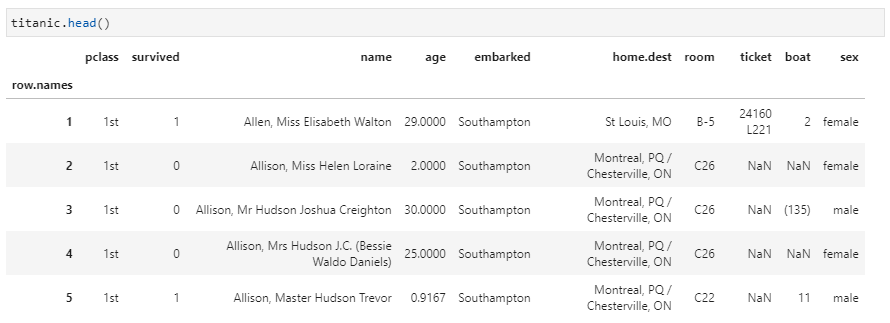 titanic.head()
pclass survived name age embarked home.dest room ticket boat sex
row.names
1 1st 1 Allen, Miss Elisabeth Walton 29.0000 Southampton St Louis, MO B-5 24160 L221 2 female
2 1st 0 Allison, Miss Helen Loraine 2.0000 Southampton Montreal, PQ / Chesterville, ON C26 NaN NaN female
3 1st 0 Allison, Mr Hudson Joshua Creighton 30.0000 Southampton Montreal, PQ / Chesterville, ON C26 NaN (135) male
4 1st 0 Allison, Mrs Hudson J.C. (Bessie Waldo Daniels) 25.0000 Southampton Montreal, PQ / Chesterville, ON C26 NaN NaN female
5 1st 1 Allison, Master Hudson Trevor 0.9167 Southampton Montreal, PQ / Chesterville, ON C22 NaN 11 male